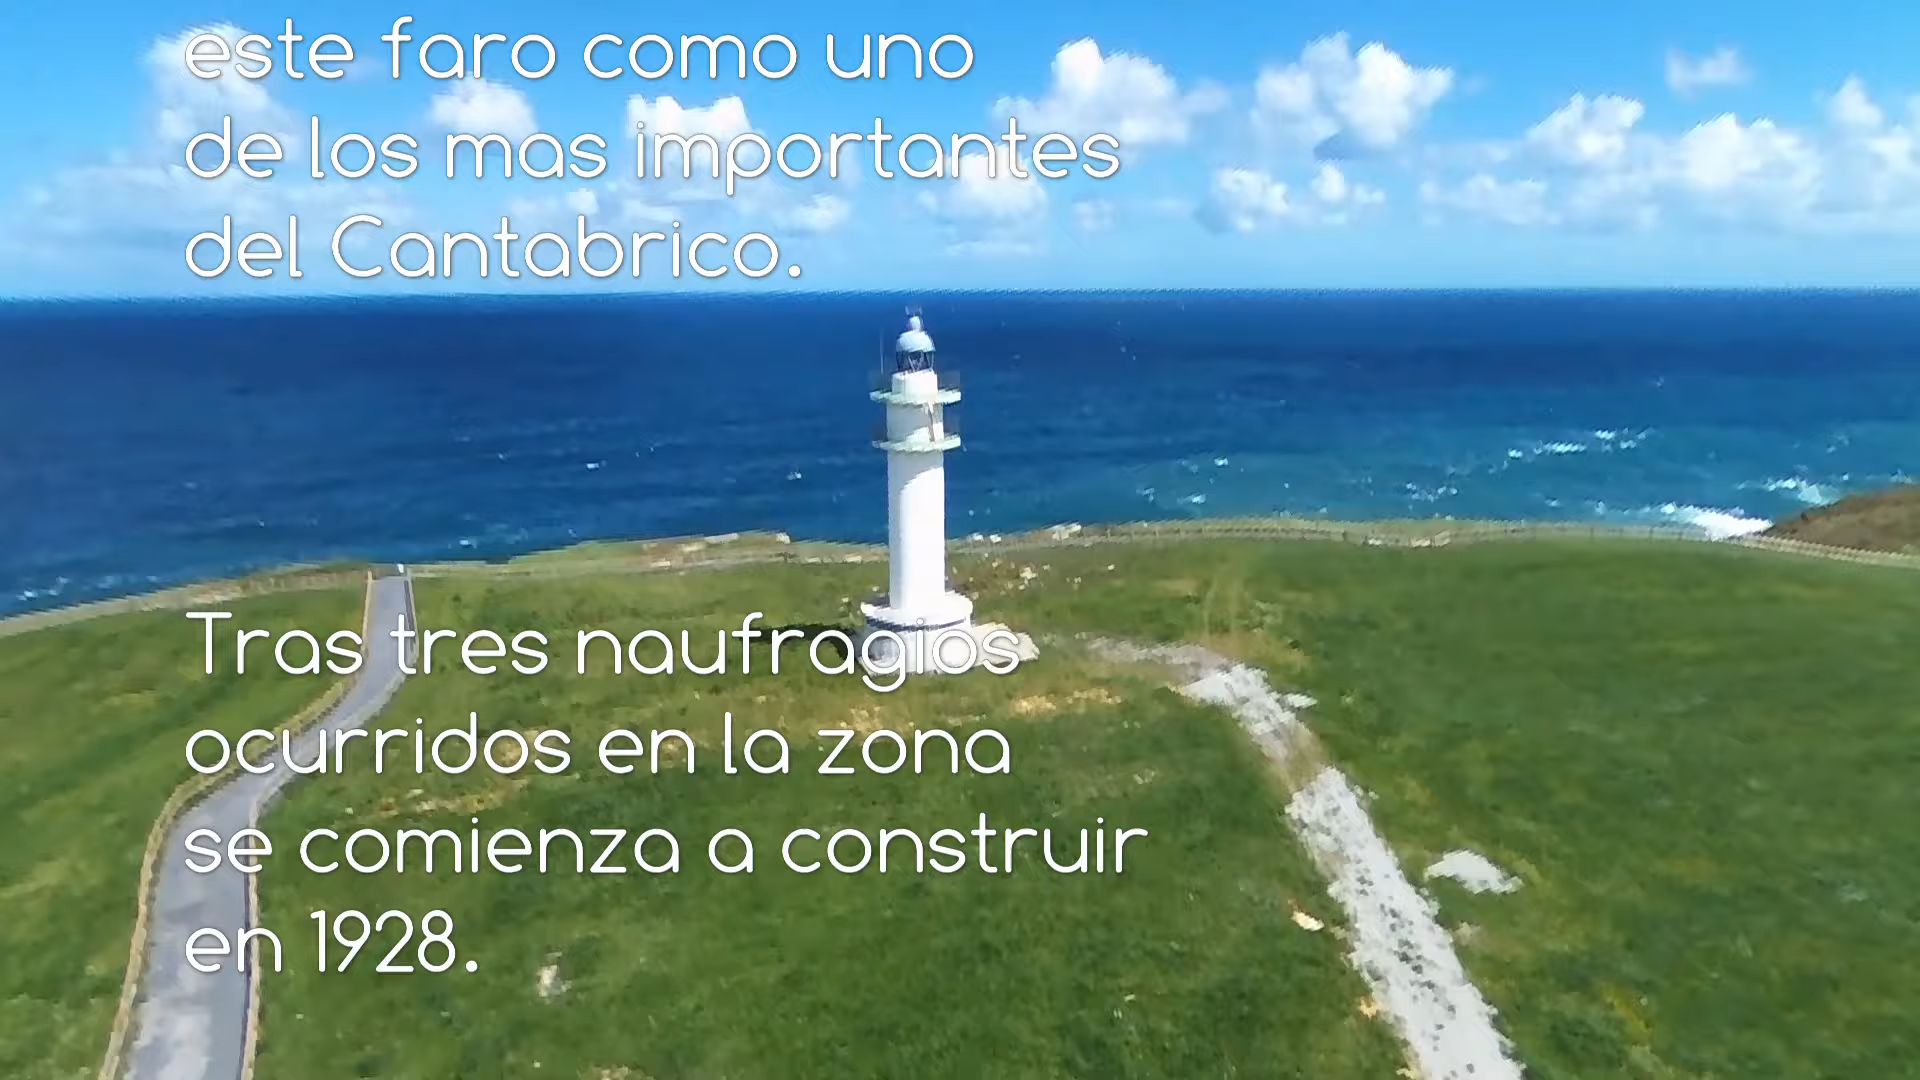 este faro como uno
de los mas importantes
del Cantabrico.
Tras tres naufragios
ocurridos en la zona
se comienza a construir
en 1928.